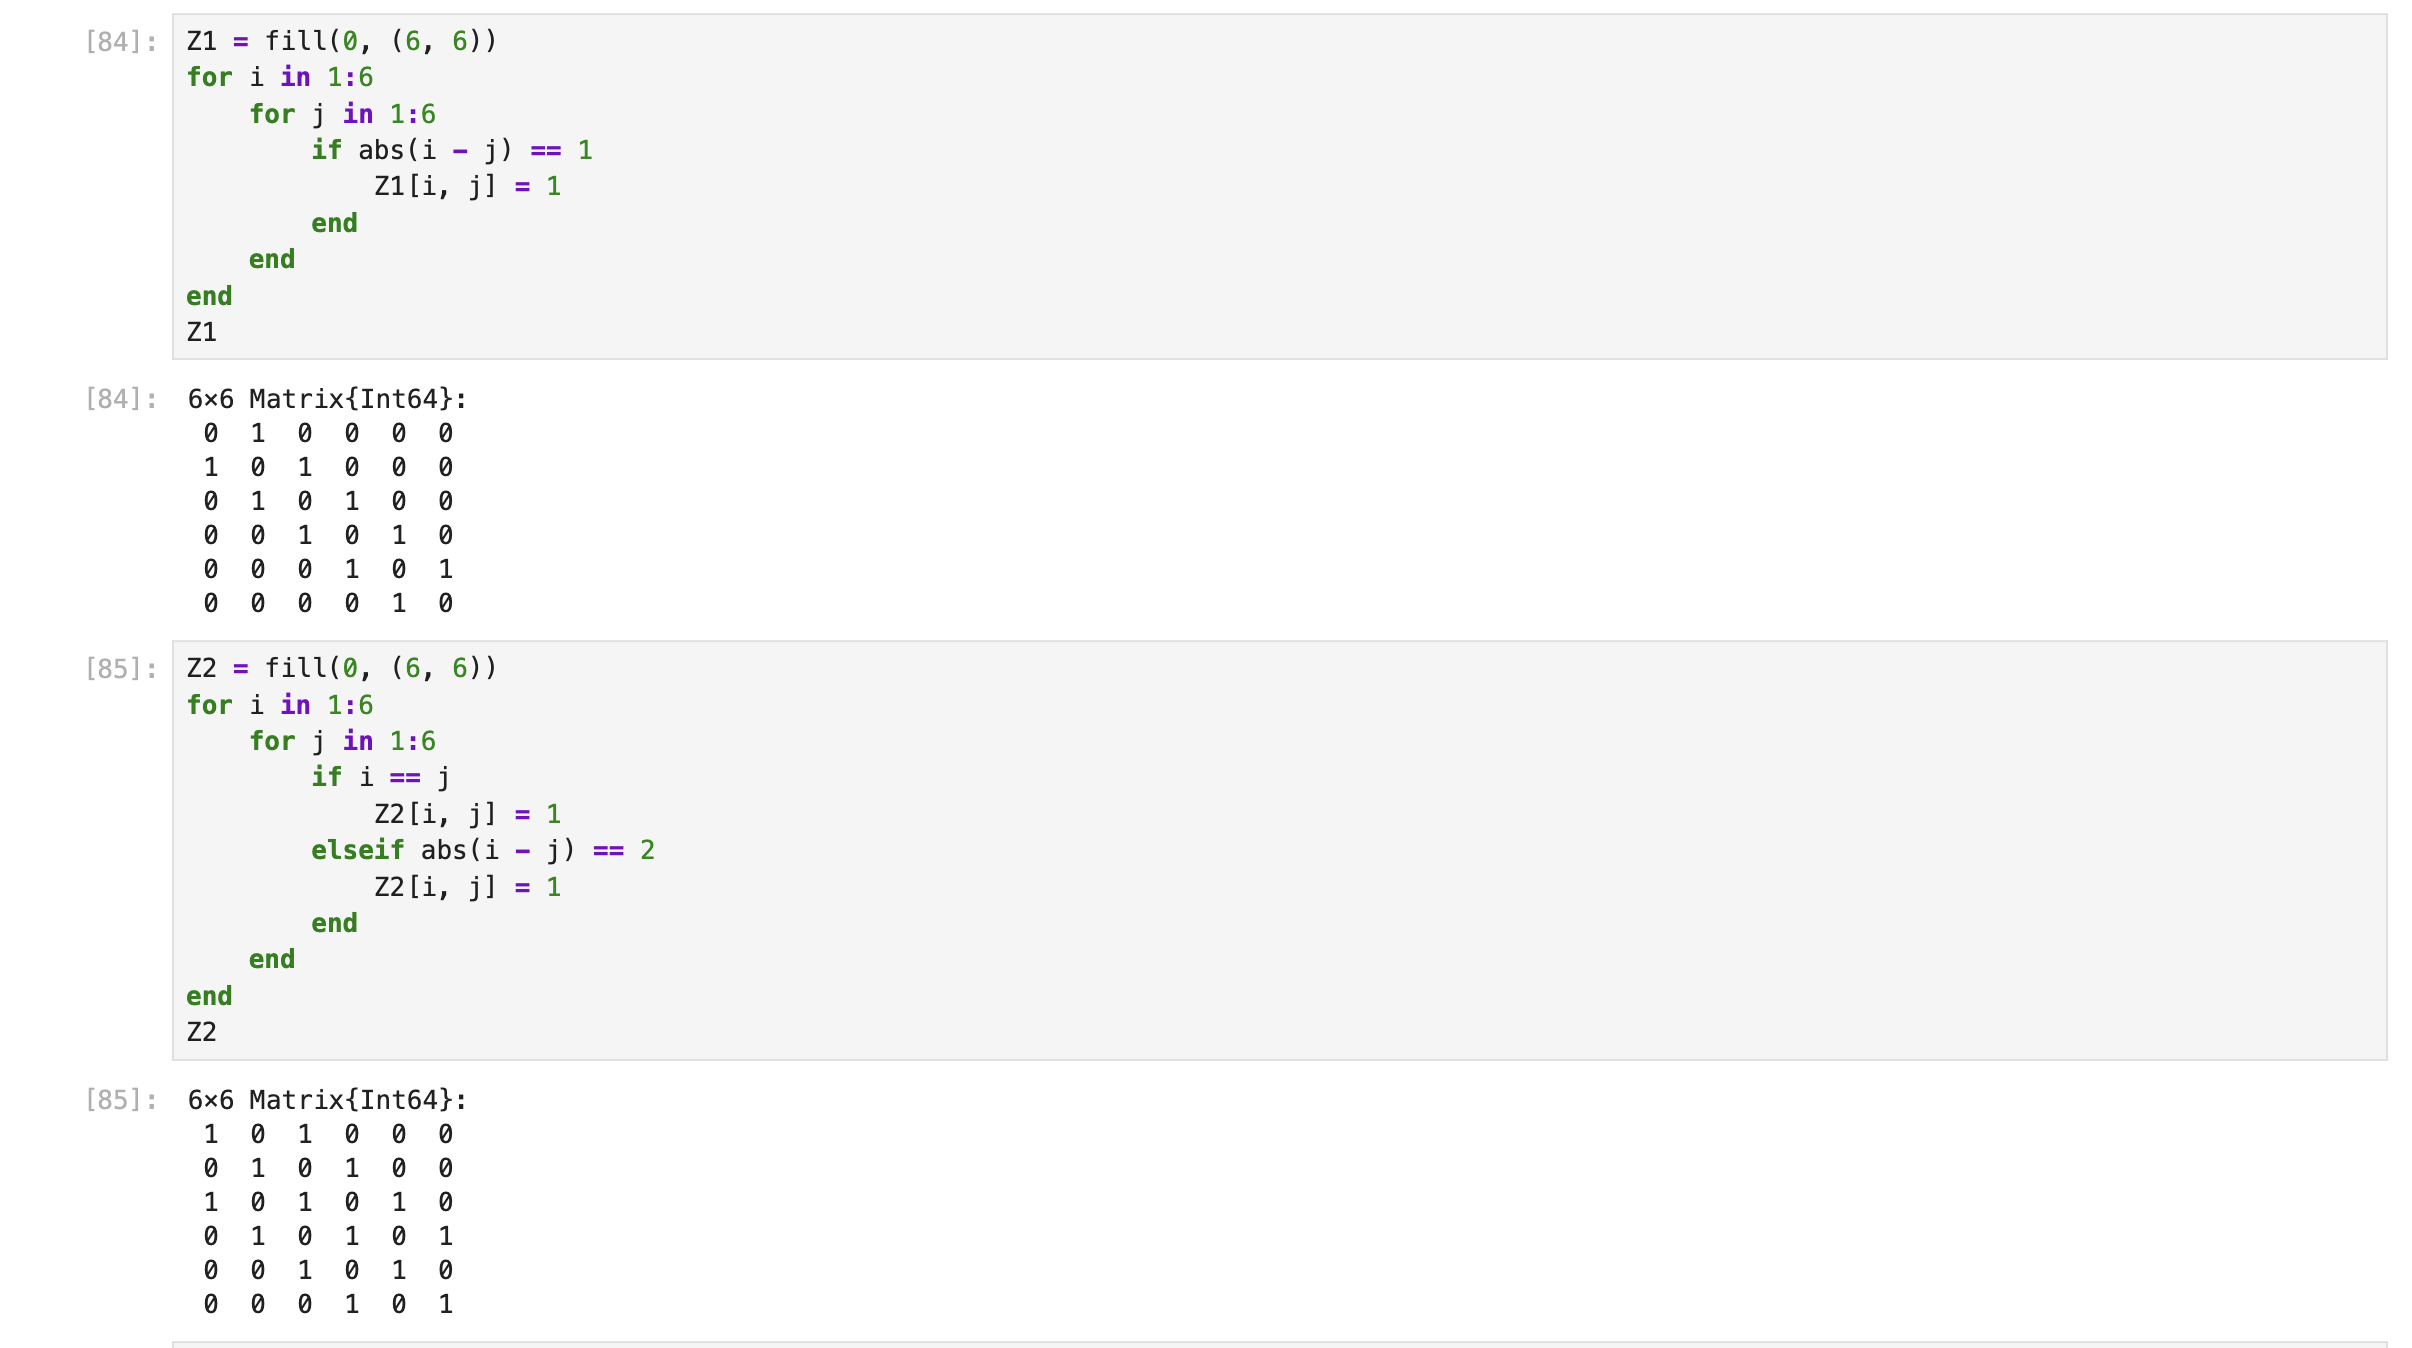 [84]: Z1 = fill(0, (6, 6))
for i in 1:6
    for j in 1:6
        if abs(i - j) == 1
            Z1[i, j] = 1
        end
    end
end
Z1
[84]: 6×6 Matrix{Int64}:
 0  1  0  0  0  0
 1  0  1  0  0  0
 0  1  0  1  0  0
 0  0  1  0  1  0
 0  0  0  1  0  1
 0  0  0  0  1  0
[85]: Z2 = fill(0, (6, 6))
for i in 1:6
    for j in 1:6
        if i == j
            Z2[i, j] = 1
        elseif abs(i - j) == 2
            Z2[i, j] = 1
        end
    end
end
Z2
[85]: 6×6 Matrix{Int64}:
 1  0  1  0  0  0
 0  1  0  1  0  0
 1  0  1  0  1  0
 0  1  0  1  0  1
 0  0  1  0  1  0
 0  0  0  1  0  1